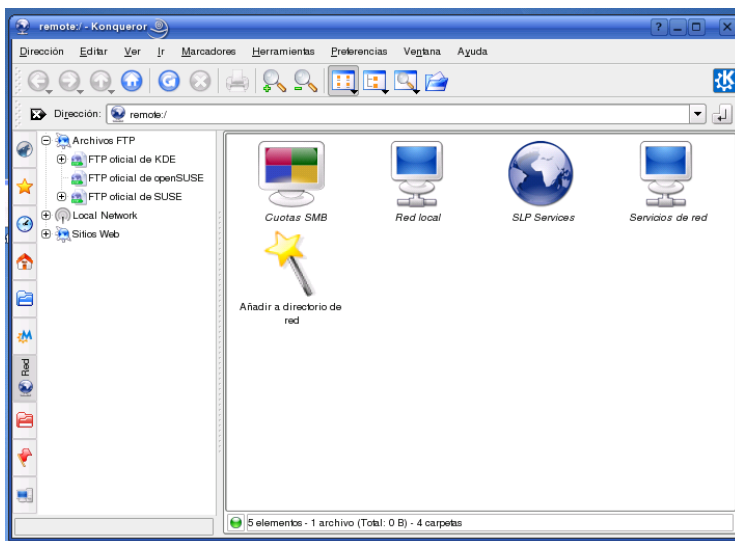 remote:/ - Konqueror
Dirección Editar Ver Ir Marcadores Herramientas Preferencias Ventana Ayuda
Dirección: remote:/
Archivos FTP
FTP oficial de KDE
FTP oficial de openSUSE
FTP oficial de SUSE
Local Network
Sitios Web
Red
Cuotas SMB
Red local
SLP Services
Servicios de red
Añadir a directorio de
red
5 elementos - 1 archivo (Total: 0 B) - 4 carpetas